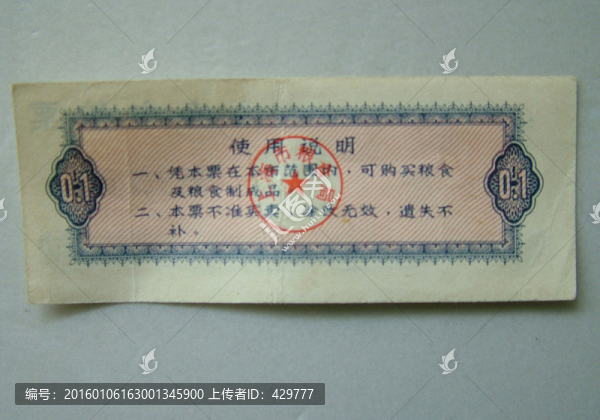 使用说明
一、凭本票在本市范围内，可购买粮食
及粮食制成品
二、本票不准买卖，涂改无效，遗失不
补。
0.1
0.1
编号：20160106163001345900 上传者ID：429777